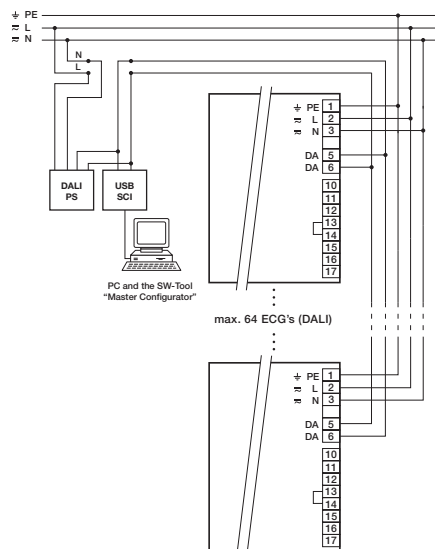 PE
L
N
N
L
DALI
PS
USB
SCI
PC and the SW-Tool
“Master Configurator”
PE 1
L 2
N 3
DA 5
DA 6
10
11
12
13
14
15
16
17
max. 64 ECG's (DALI)
PE 1
L 2
N 3
DA 5
DA 6
10
11
12
13
14
15
16
17